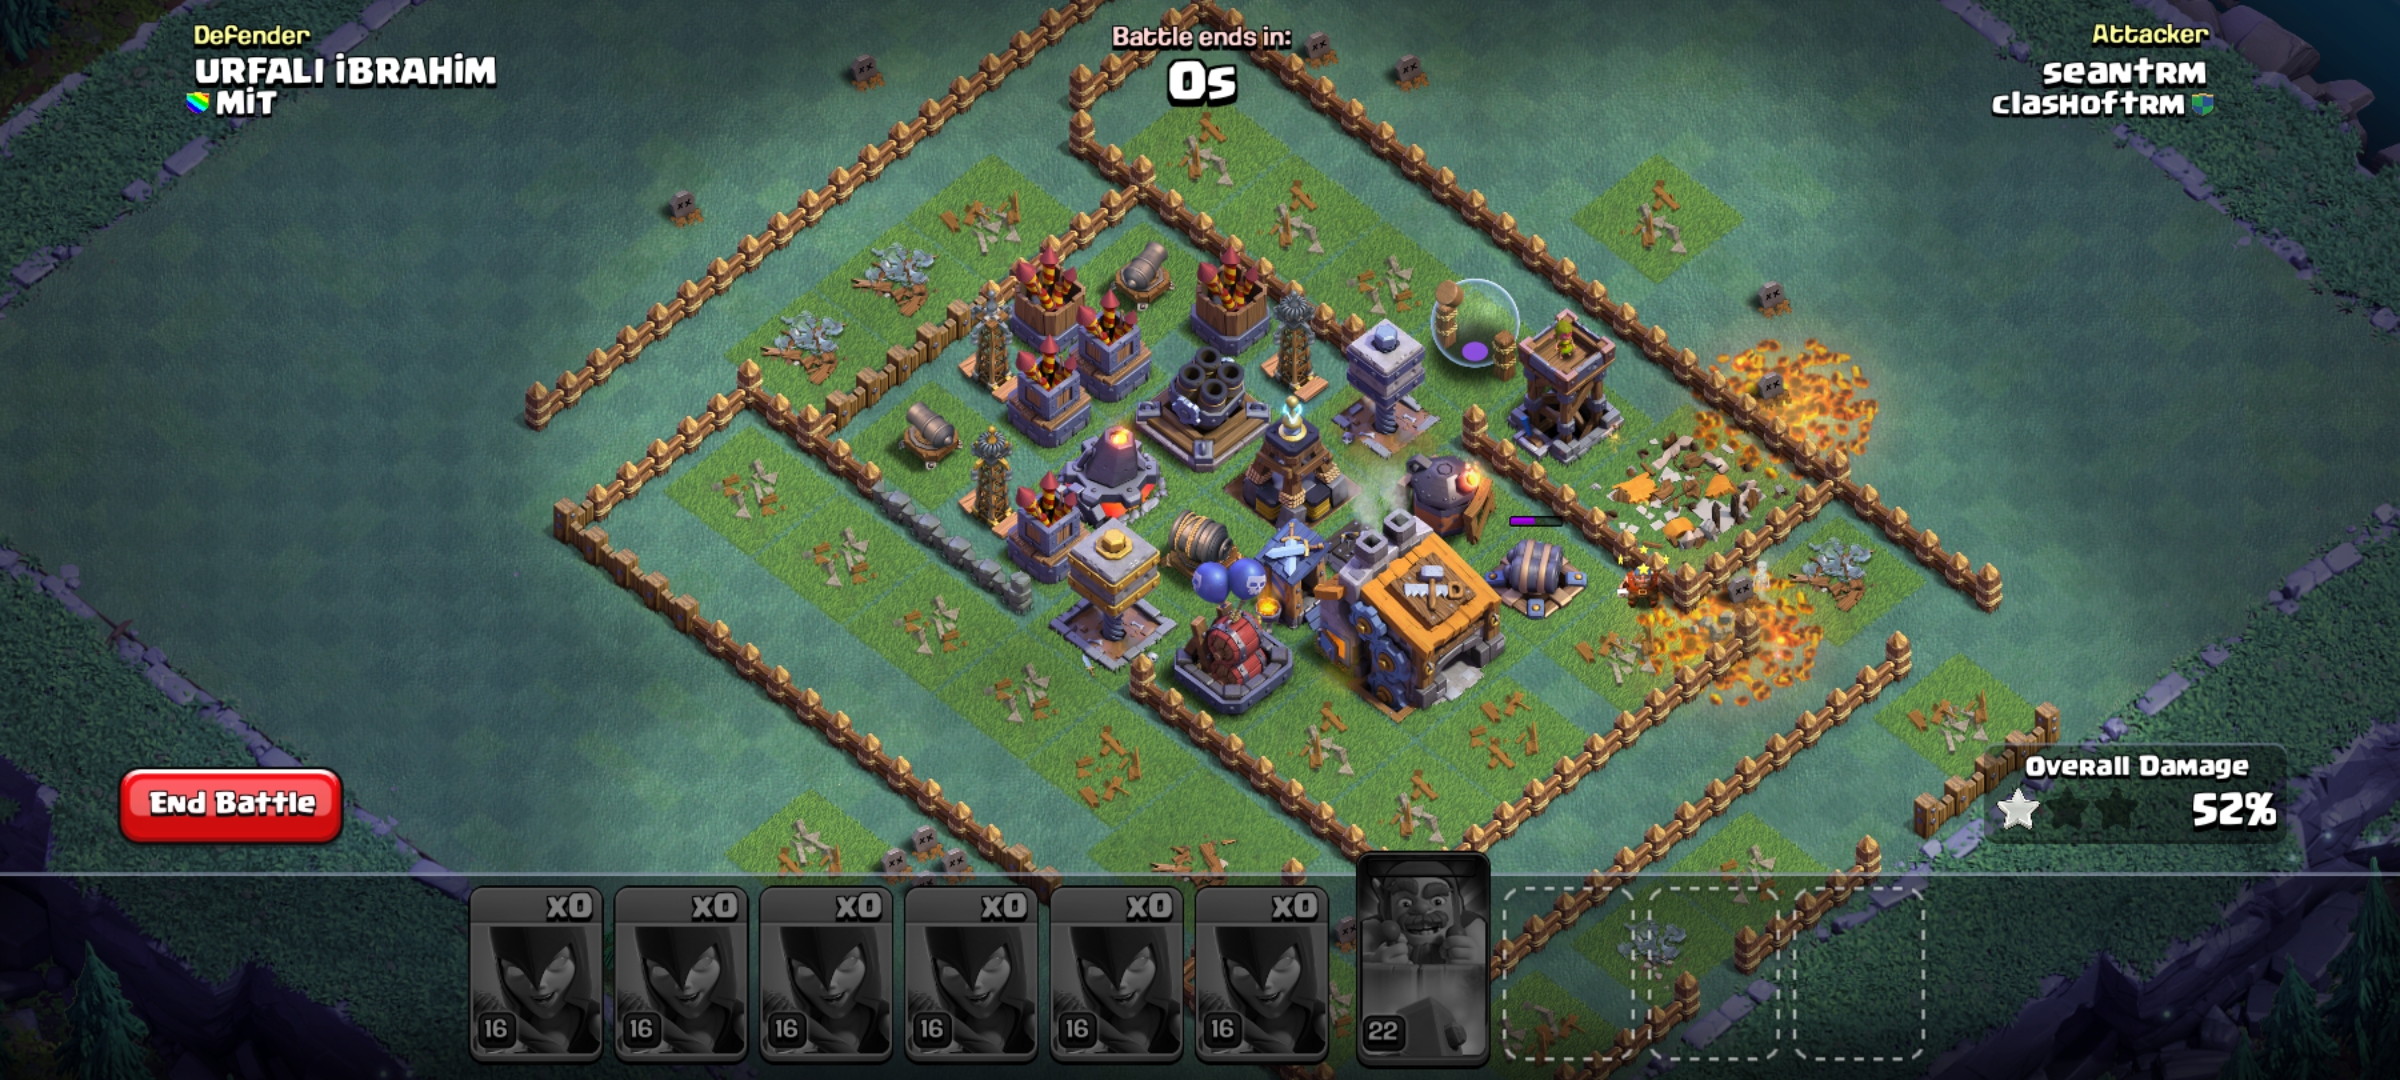 Defender
URFALI iBRAHiM
MiT
Battle ends in:
0s
Attacker
seantRM
clashoftRM
End Battle
Overall Damage
52%
x0 x0 x0 x0 x0 x0
16 16 16 16 16 16 22